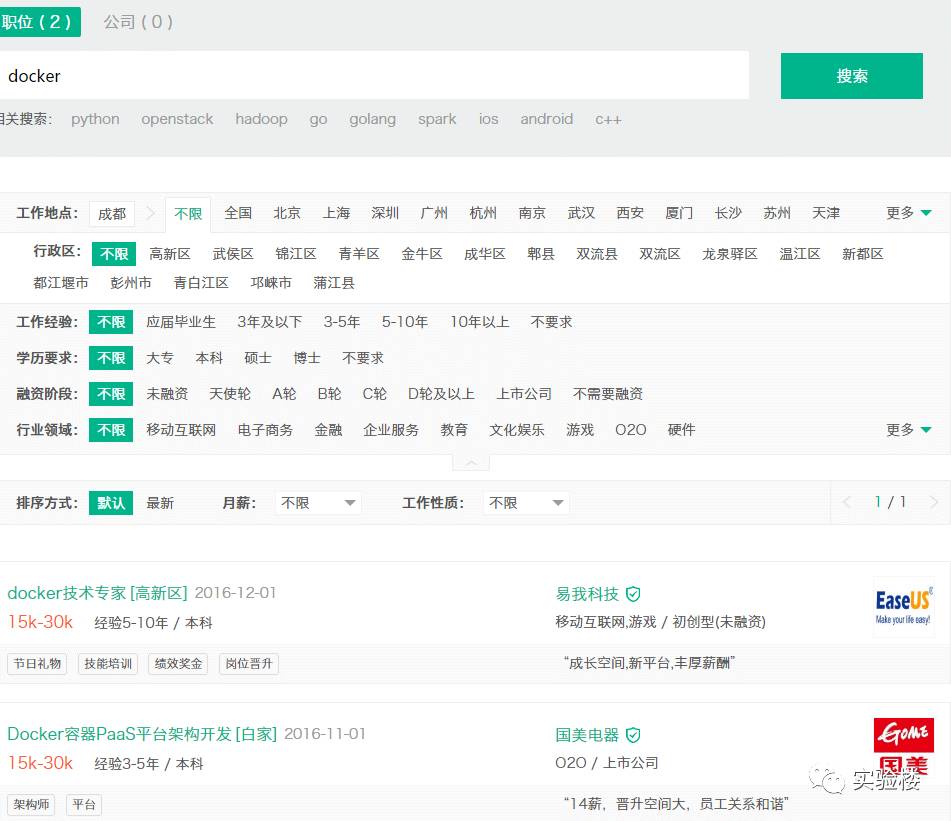 职位 ( 2 ) 公司 ( 0 )
docker 搜索
相关搜索: python openstack hadoop go golang spark ios android c++
工作地点: 成都 不限 全国 北京 上海 深圳 广州 杭州 南京 武汉 西安 厦门 长沙 苏州 天津 更多
行政区: 不限 高新区 武侯区 锦江区 青羊区 金牛区 成华区 郫县 双流县 双流区 龙泉驿区 温江区 新都区
都江堰市 彭州市 青白江区 邛崃市 蒲江县
工作经验: 不限 应届毕业生 3年及以下 3-5年 5-10年 10年以上 不要求
学历要求: 不限 大专 本科 硕士 博士 不要求
融资阶段: 不限 未融资 天使轮 A轮 B轮 C轮 D轮及以上 上市公司 不需要融资
行业领域: 不限 移动互联网 电子商务 金融 企业服务 教育 文化娱乐 游戏 O2O 硬件 更多
排序方式: 默认 最新 月薪: 不限 工作性质: 不限 1 / 1
docker技术专家 [高新区] 2016-12-01 易我科技
15k-30k 经验5-10年 / 本科 移动互联网,游戏 / 初创型(未融资)
EaseUS®
Make your life easy!
节日礼物 技能培训 绩效奖金 岗位晋升 “成长空间,新平台,丰厚薪酬”
Docker容器PaaS平台架构开发 [白家] 2016-11-01 国美电器
GOME
国美
15k-30k 经验3-5年 / 本科 O2O / 上市公司
实验楼
架构师 平台 “14薪，晋升空间大，员工关系和谐”